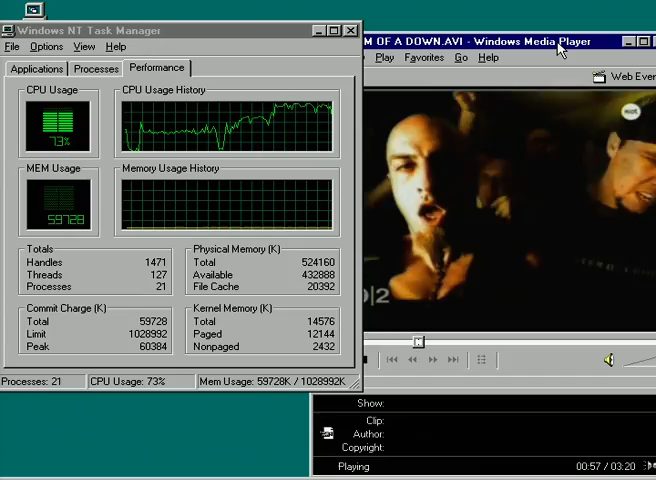 Windows NT Task Manager
File Options View Help
Applications Processes Performance
CPU Usage
CPU Usage History
73%
MEM Usage
Memory Usage History
59728
Totals
Handles 1471
Threads 127
Processes 21
Physical Memory (K)
Total 524160
Available 432888
File Cache 20392
Commit Charge (K)
Total 59728
Limit 1028992
Peak 60384
Kernel Memory (K)
Total 14576
Paged 12144
Nonpaged 2432
Processes: 21 CPU Usage: 73% Mem Usage: 59728K / 1028992K
M OF A DOWN.AVI - Windows Media Player
Play Favorites Go Help
Web Ever
2
Show:
Clip:
Author:
Copyright:
Playing 00:57 / 03:20